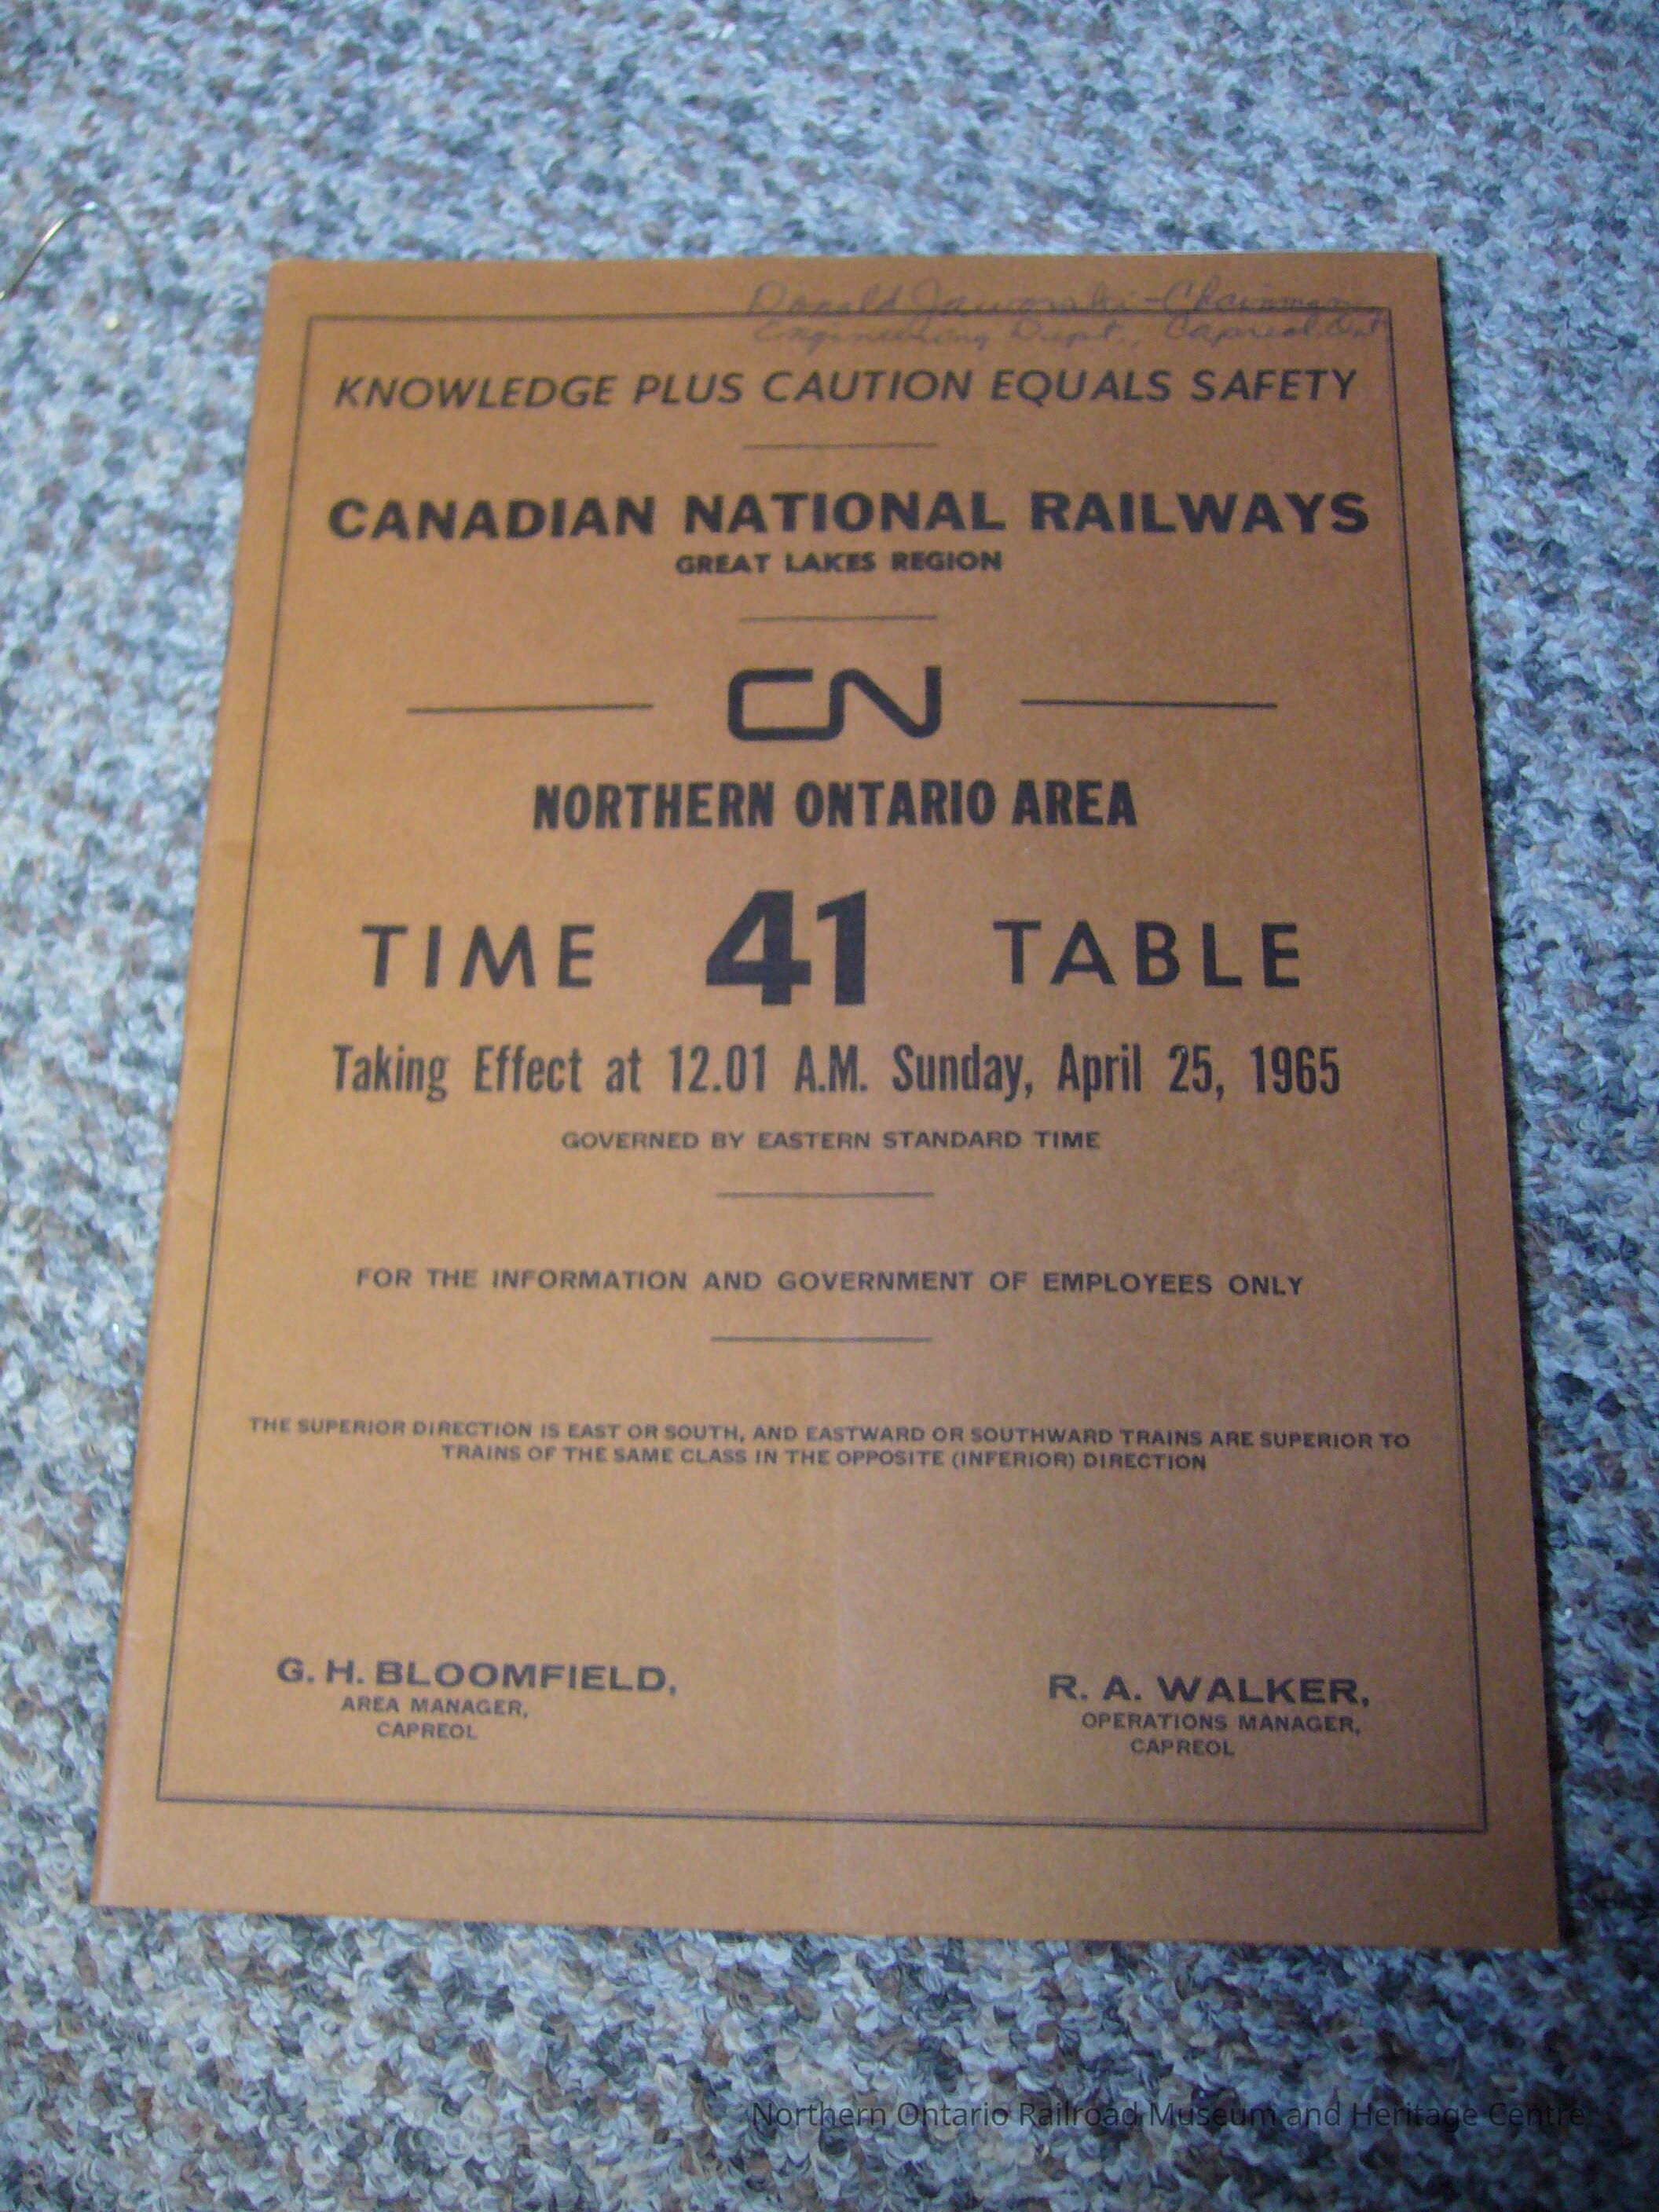 Donald Jaworski - Chainman
Engineering Dept., Capreol, Ont.
KNOWLEDGE PLUS CAUTION EQUALS SAFETY
CANADIAN NATIONAL RAILWAYS
GREAT LAKES REGION
CN
NORTHERN ONTARIO AREA
TIME 41 TABLE
Taking Effect at 12.01 A.M. Sunday, April 25, 1965
GOVERNED BY EASTERN STANDARD TIME
FOR THE INFORMATION AND GOVERNMENT OF EMPLOYEES ONLY
THE SUPERIOR DIRECTION IS EAST OR SOUTH, AND EASTWARD OR SOUTHWARD TRAINS ARE SUPERIOR TO
TRAINS OF THE SAME CLASS IN THE OPPOSITE (INFERIOR) DIRECTION
G. H. BLOOMFIELD,
AREA MANAGER,
CAPREOL
R. A. WALKER,
OPERATIONS MANAGER,
CAPREOL
Northern Ontario Railroad Museum and Heritage Centre